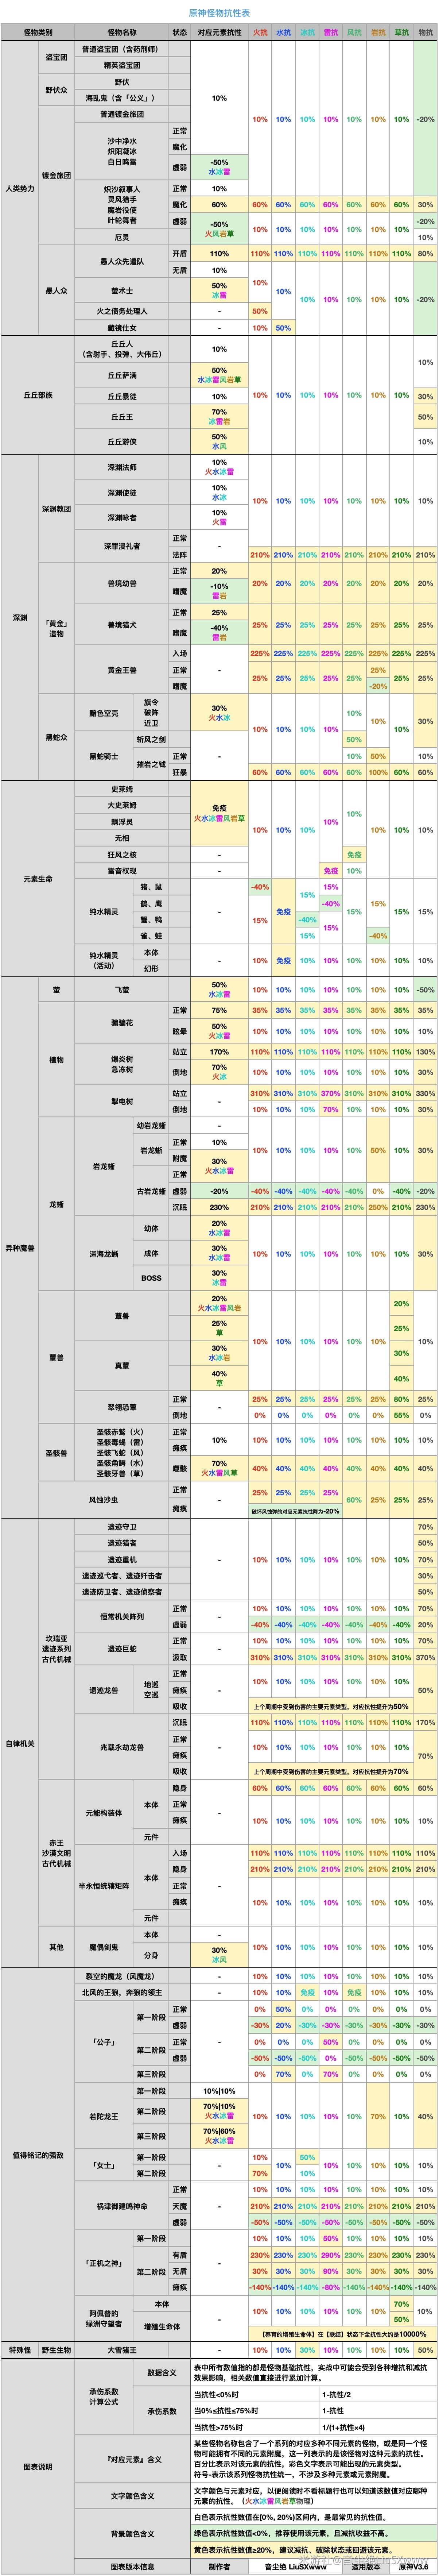 原神怪物抗性表
怪物类别 怪物名称 状态 对应元素抗性 火抗 水抗 冰抗 雷抗 风抗 岩抗 草抗 物抗
人类势力
盗宝团 普通盗宝团（含药剂师） 10% 10% 10% 10% 10% 10% 10% 10% -20%
精英盗宝团
野伏众 野伏
海乱鬼（含「公义」）
镀金旅团 普通镀金旅团
沙中净水 炽阳凝冰 白日鸣雷 正常
魔化
虚弱 -50% 水冰雷
炽沙叙事人 灵风猎手 魔岩役使 叶轮舞者 正常 10%
魔化 60% 60% 60% 60% 60% 60% 60% 60% 30%
虚弱 -50% 火风岩草 10% 10% 10% 10% 10% 10% 10% -20%
厄灵 10%
愚人众 愚人众先遣队 开盾 110% 110% 110% 110% 110% 110% 110% 110% 80%
无盾 10% 10% 10% 10% 10% 10% 10% 10% -20%
萤术士 50% 冰雷
火之债务处理人 - 50%
藏镜仕女 - 10% 50%
丘丘部族
丘丘人（含射手、投弹、大伟丘） 10% 10% 10% 10% 10% 10% 10% 10% 10%
丘丘萨满 50% 水冰雷风岩草
丘丘暴徒 10% 30%
丘丘王 70% 冰雷岩 50%
丘丘游侠 50% 水风 10%
深渊
深渊教团 深渊法师 10% 火水冰雷 10% 10% 10% 10% 10% 10% 10% 10%
深渊使徒 10% 水冰
深渊咏者 10% 火雷
深罪浸礼者 正常 -
法阵 210% 210% 210% 210% 210% 210% 210% 210%
「黄金」造物 兽境幼兽 正常 20% 20% 20% 20% 20% 20% 20% 20% 20%
嗜魔 -10% 雷岩
兽境猎犬 正常 25% 25% 25% 25% 25% 25% 25% 25% 25%
嗜魔 -40% 雷岩
黄金王兽 入场 - 225% 225% 225% 225% 225% 225% 225% 225%
正常 25% 25% 25% 25% 25% 25% 25% 25%
嗜魔 -20%
黑蛇众 黯色空壳 旗令 破阵 近卫 30% 火水冰 10% 10% 10% 10% 10% 10% 10% 30%
黑蛇骑士 斩风之剑 - 50%
摧岩之钺 正常 10% 50% 10%
狂暴 60% 60% 60% 60% 60% 100% 60% 60%
元素生命
史莱姆 免疫 火水冰雷风岩草 10% 10% 10% 10% 10% 10% 10% 10%
大史莱姆
飘浮灵
无相
狂风之核 - 免疫
雷音权现 - 免疫 10%
纯水精灵 猪、鼠 - -40% 免疫 15% 15% 15% 15% 15% 15%
鹤、鹰 15% -40%
蟹、鸭 -40% 15%
雀、蛙 15% -40%
纯水精灵（活动） 本体 - 10% 免疫 10% 10% 10% 10% 10% 10%
幻形
异种魔兽
萤 飞萤 50% 水冰雷 10% 10% 10% 10% 10% 10% 10% -50%
植物 骗骗花 正常 75% 35% 35% 35% 35% 35% 35% 35% 35%
眩晕 50% 火冰雷 10% 10% 10% 10% 10% 10% 10% 10%
爆炎树 急冻树 站立 170% 110% 110% 110% 110% 110% 110% 110% 130%
倒地 70% 火冰 10% 10% 10% 10% 10% 10% 10% 30%
掣电树 站立 - 310% 310% 310% 370% 310% 310% 310% 330%
倒地 10% 10% 10% 70% 10% 10% 10% 30%
龙蜥 岩龙蜥 幼岩龙蜥 - 10% 10% 10% 10% 10% 50% 10% 30%
岩龙蜥 正常 10%
附魔 30% 火水冰雷
古岩龙蜥 正常
虚弱 -20% -40% -40% -40% -40% -40% 0% -40% -20%
沉眠 230% 210% 210% 210% 210% 210% 250% 210% 230%
深海龙蜥 幼体 20% 水冰雷 10% 10% 10% 10% 10% 10% 10% 30%
成体 30% 水冰雷
BOSS 30% 冰雷
蕈兽 蕈兽 20% 火水冰雷风岩 10% 10% 10% 10% 10% 10% 20% 10%
25% 草 25%
真蕈 30% 水冰岩 30%
40% 草 40%
翠翎恐蕈 正常 - 25% 25% 25% 25% 25% 25% 80% 25%
倒地 0% 0% 0% 0% 0% 0% 55% 0%
圣骸兽 圣骸赤鹫（火） 圣骸毒蝎（雷） 圣骸飞蛇（风） 圣骸角鳄（水） 圣骸牙兽（草） 正常 10% 10% 10% 10% 10% 10% 10% 10% 10%
瘫痪
噬骸 70% 火水雷风草 40% 40% 40% 40% 40% 40% 40% 40%
风蚀沙虫 正常 - 25% 25% 25% 25% 60% 25% 25% 25%
瘫痪 破坏风蚀弹的对应元素抗性降为-20%
自律机关
坎瑞亚 遗迹系列 古代机械 遗迹守卫 - 10% 10% 10% 10% 10% 10% 10% 70%
遗迹猎者 50%
遗迹重机 70%
遗迹巡弋者、遗迹歼击者 30%
遗迹防卫者、遗迹侦察者 50%
恒常机关阵列 正常 - 10% 10% 10% 10% 10% 10% 10% 70%
虚弱 -40% -40% -40% -40% -40% -40% -40% 20%
遗迹巨蛇 正常 - 10% 10% 10% 10% 10% 10% 10% 70%
汲取 310% 310% 310% 310% 310% 310% 310% 370%
遗迹龙兽 地巡 空巡 正常 - 10% 10% 10% 10% 10% 10% 10% 50%
瘫痪
吸收 上个周期中受到伤害的主要元素类型，对应抗性提升为50%
兆载永劫龙兽 沉眠 - 110% 110% 110% 110% 110% 110% 110% 170%
正常 10% 10% 10% 10% 10% 10% 10% 70%
瘫痪
吸收 上个周期中受到伤害的主要元素类型，对应抗性提升为70%
赤王 沙漠文明 古代机械 元能构装体 本体 隐身 - 60% 60% 60% 60% 60% 60% 60% 60%
正常 10% 10% 10% 10% 10% 10% 10% 10%
瘫痪
元件
半永恒统辖矩阵 本体 入场 - 110% 110% 110% 110% 110% 110% 110% 110%
隐身 210% 210% 210% 210% 210% 210% 210% 210%
正常 10% 10% 10% 10% 10% 10% 10% 10%
瘫痪
元件
其他 魔偶剑鬼 本体 - 10% 10% 10% 10% 10% 10% 10% 10%
分身 30% 冰风
值得铭记的强敌
裂空的魔龙（风魔龙） - 10% 10% 10% 10% 10% 10% 10% 10%
北风的王狼，奔狼的领主 - 10% 10% 免疫 10% 免疫 10% 10% 10%
「公子」 第一阶段 正常 - 0% 50% 0% 0% 0% 0% 0% 0%
虚弱 -30% 20% -30% -30% -30% -30% -30% -30%
第二阶段 正常 0% 0% 0% 50% 0% 0% 0% 0%
虚弱 -50% -50% -50% 0% -50% -50% -50% -50%
第三阶段 0% 70% 0% 70% 0% 0% 0% 0%
若陀龙王 第一阶段 10%|10% 10% 10% 10% 10% 10% 70% 10% 40%
第二阶段 70%|10% 火水冰雷
第三阶段 70%|60% 火水冰雷
「女士」 第一阶段 - 10% 10% 50% 10% 10% 10% 10% 10%
第二阶段 70% 10%
祸津御建鸣神命 正常 - 10% 10% 10% 10% 10% 10% 10% 10%
天魔 210% 210% 210% 210% 210% 210% 210% 210%
虚弱 -50% -50% -50% -50% -50% -50% -50% -50%
「正机之神」 第一阶段 - 10% 10% 10% 50% 10% 10% 10% 10%
第二阶段 有盾 230% 230% 230% 290% 230% 230% 230% 230%
无盾 30% 30% 30% 90% 30% 30% 30% 30%
瘫痪 -140% -140% -140% -80% -140% -140% -140% -140%
阿佩普的绿洲守望者 本体 - 10% 10% 10% 10% 10% 10% 70% 10%
增殖生命体 50%
【养育的增殖生命体】在【联结】状态下全抗性大约是10000%
特殊怪 野生生物 大雪猪王 - 10% 10% 30% 10% 10% 10% 10% 50%
图表说明
承伤系数计算公式 数据含义 表中所有数值指的都是怪物基础抗性，实战中可能会受到各种增抗和减抗效果影响，相关数值直接进行累加计算。
承伤系数 当抗性<0%时 1-抗性/2
当0%≤抗性≤75%时 1-抗性
当抗性>75%时 1/(1+抗性×4)
『对应元素』含义 某些怪物名称包含了一个系列的对应多种不同元素的怪物，或是同一个怪物可能拥有不同的元素附魔，这一列表示的是该怪物对这种元素的抗性。
百分比表示对该元素的抗性，彩色文字表示可能出现的元素类型。
符号-表示该系列怪物抗性统一，不涉及多种元素或元素附魔。
文字颜色含义 文字颜色与元素对应，以便阅读时不看标题行也可以知道该数值对应哪种元素的抗性。（火水冰雷风岩草物理）
背景颜色含义 白色表示抗性数值在[0%, 20%)区间内，是最常见的抗性值。
绿色表示抗性数值<0%，推荐使用该元素，且减抗收益不高。
黄色表示抗性数值≥20%，建议减抗、破除状态或回避该元素。
图表版本信息 制作者 音尘绝 LiuSXwww 适用版本 原神V3.6